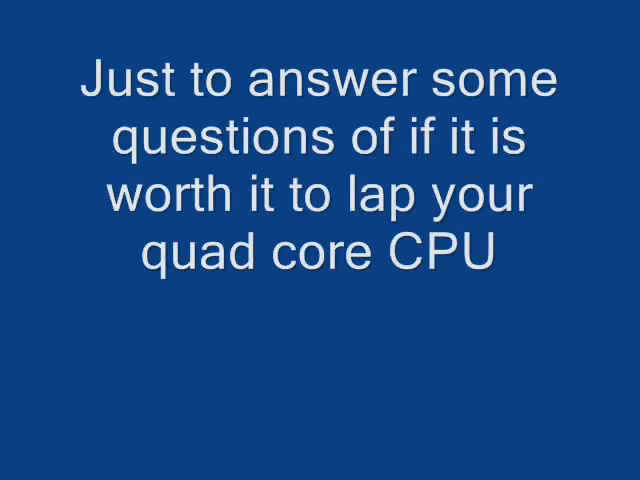 Just to answer some
questions of if it is
worth it to lap your
quad core CPU